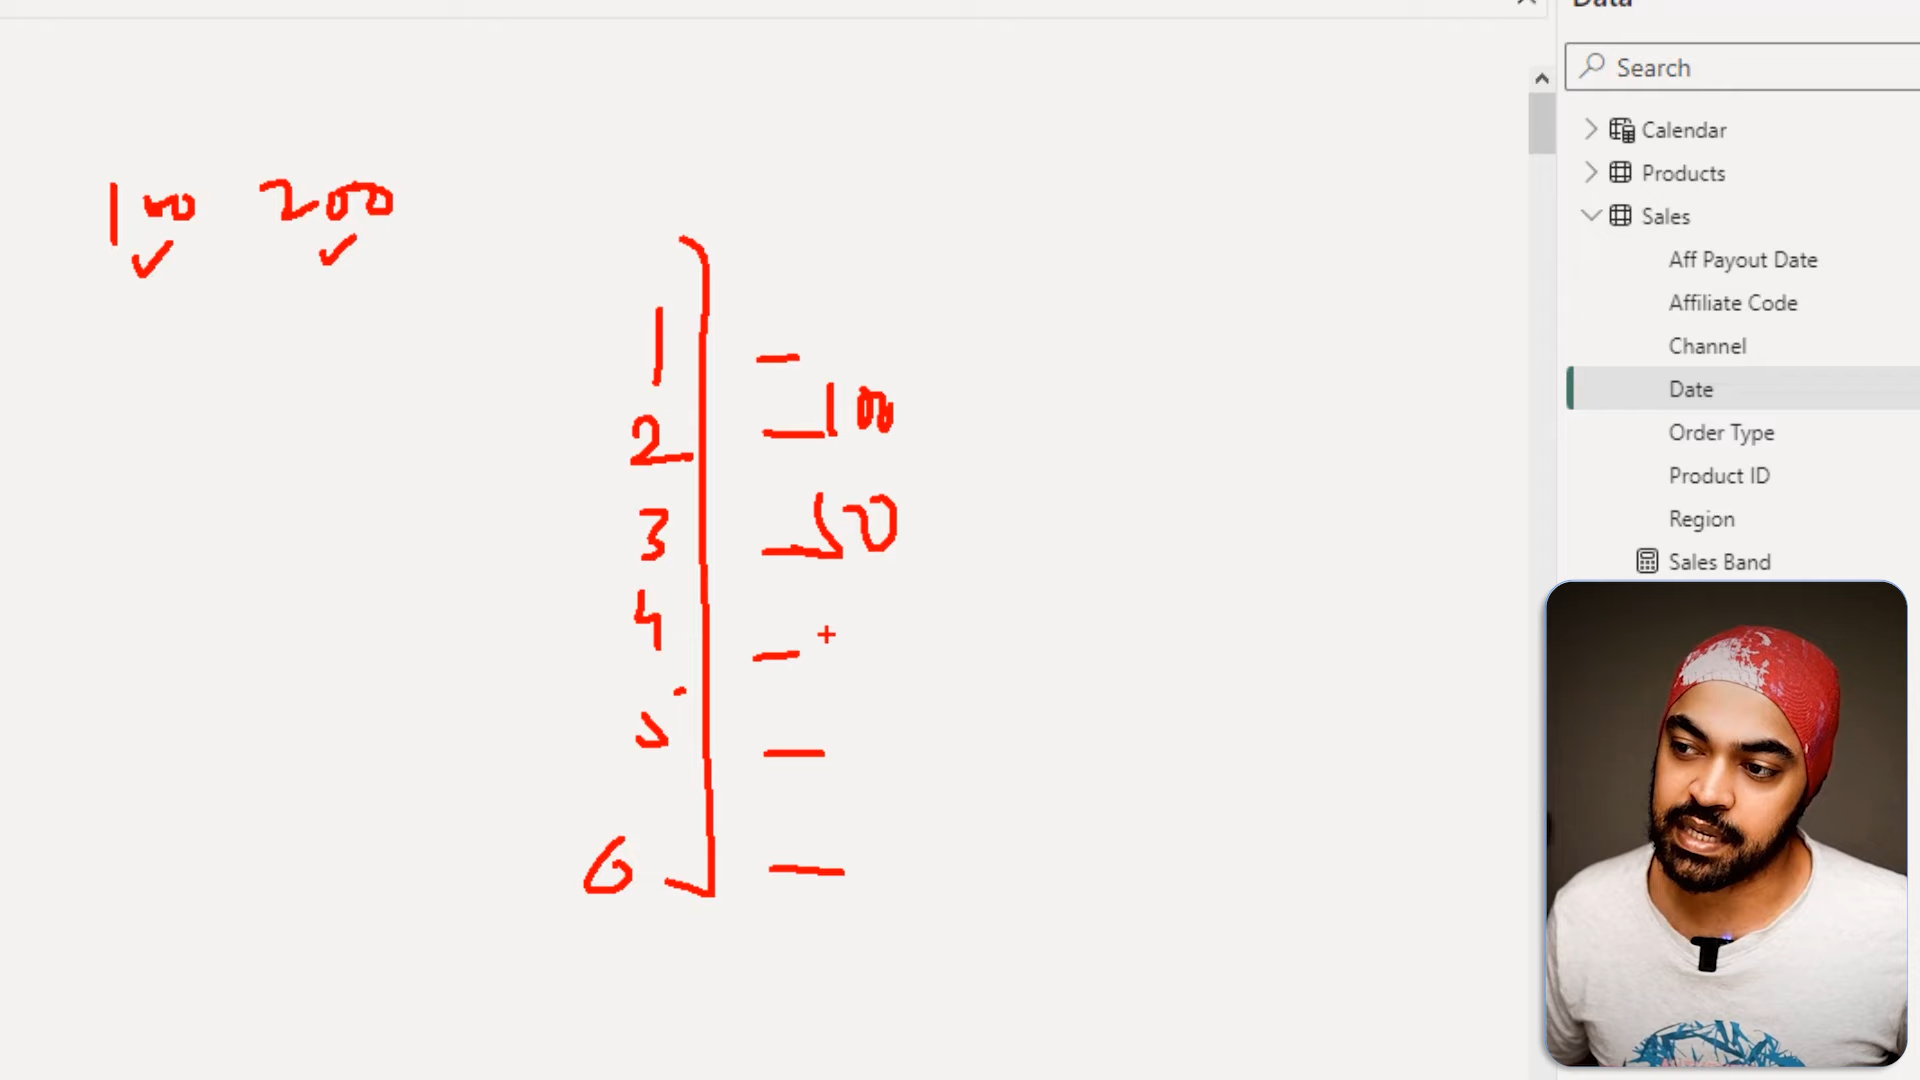 Data
Search
Calendar
Products
Sales
Aff Payout Date
Affiliate Code
Channel
Date
Order Type
Product ID
Region
Sales Band
100 200
1
2 100
3 50
4
5
6